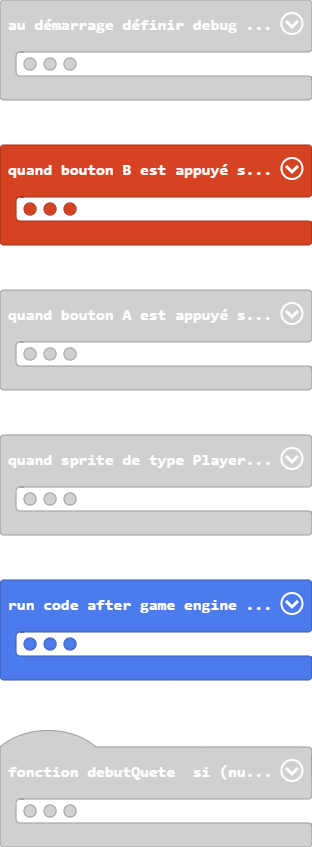 au démarrage définir debug ...
quand bouton B est appuyé s...
quand bouton A est appuyé s...
quand sprite de type Player...
run code after game engine ...
fonction debutQuete si (nu...